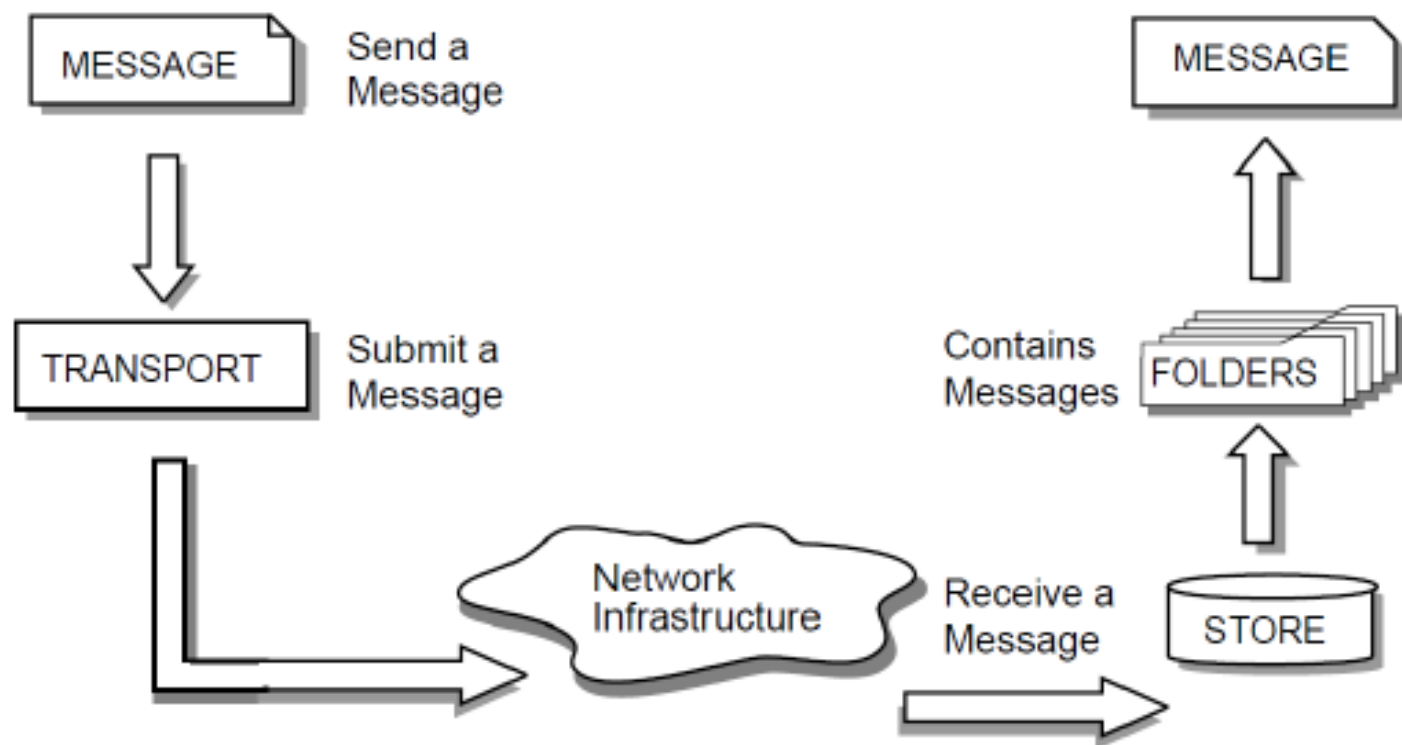 MESSAGE
Send a
Message
MESSAGE
TRANSPORT
Submit a
Message
Contains
Messages
FOLDERS
Network
Infrastructure
Receive a
Message
STORE